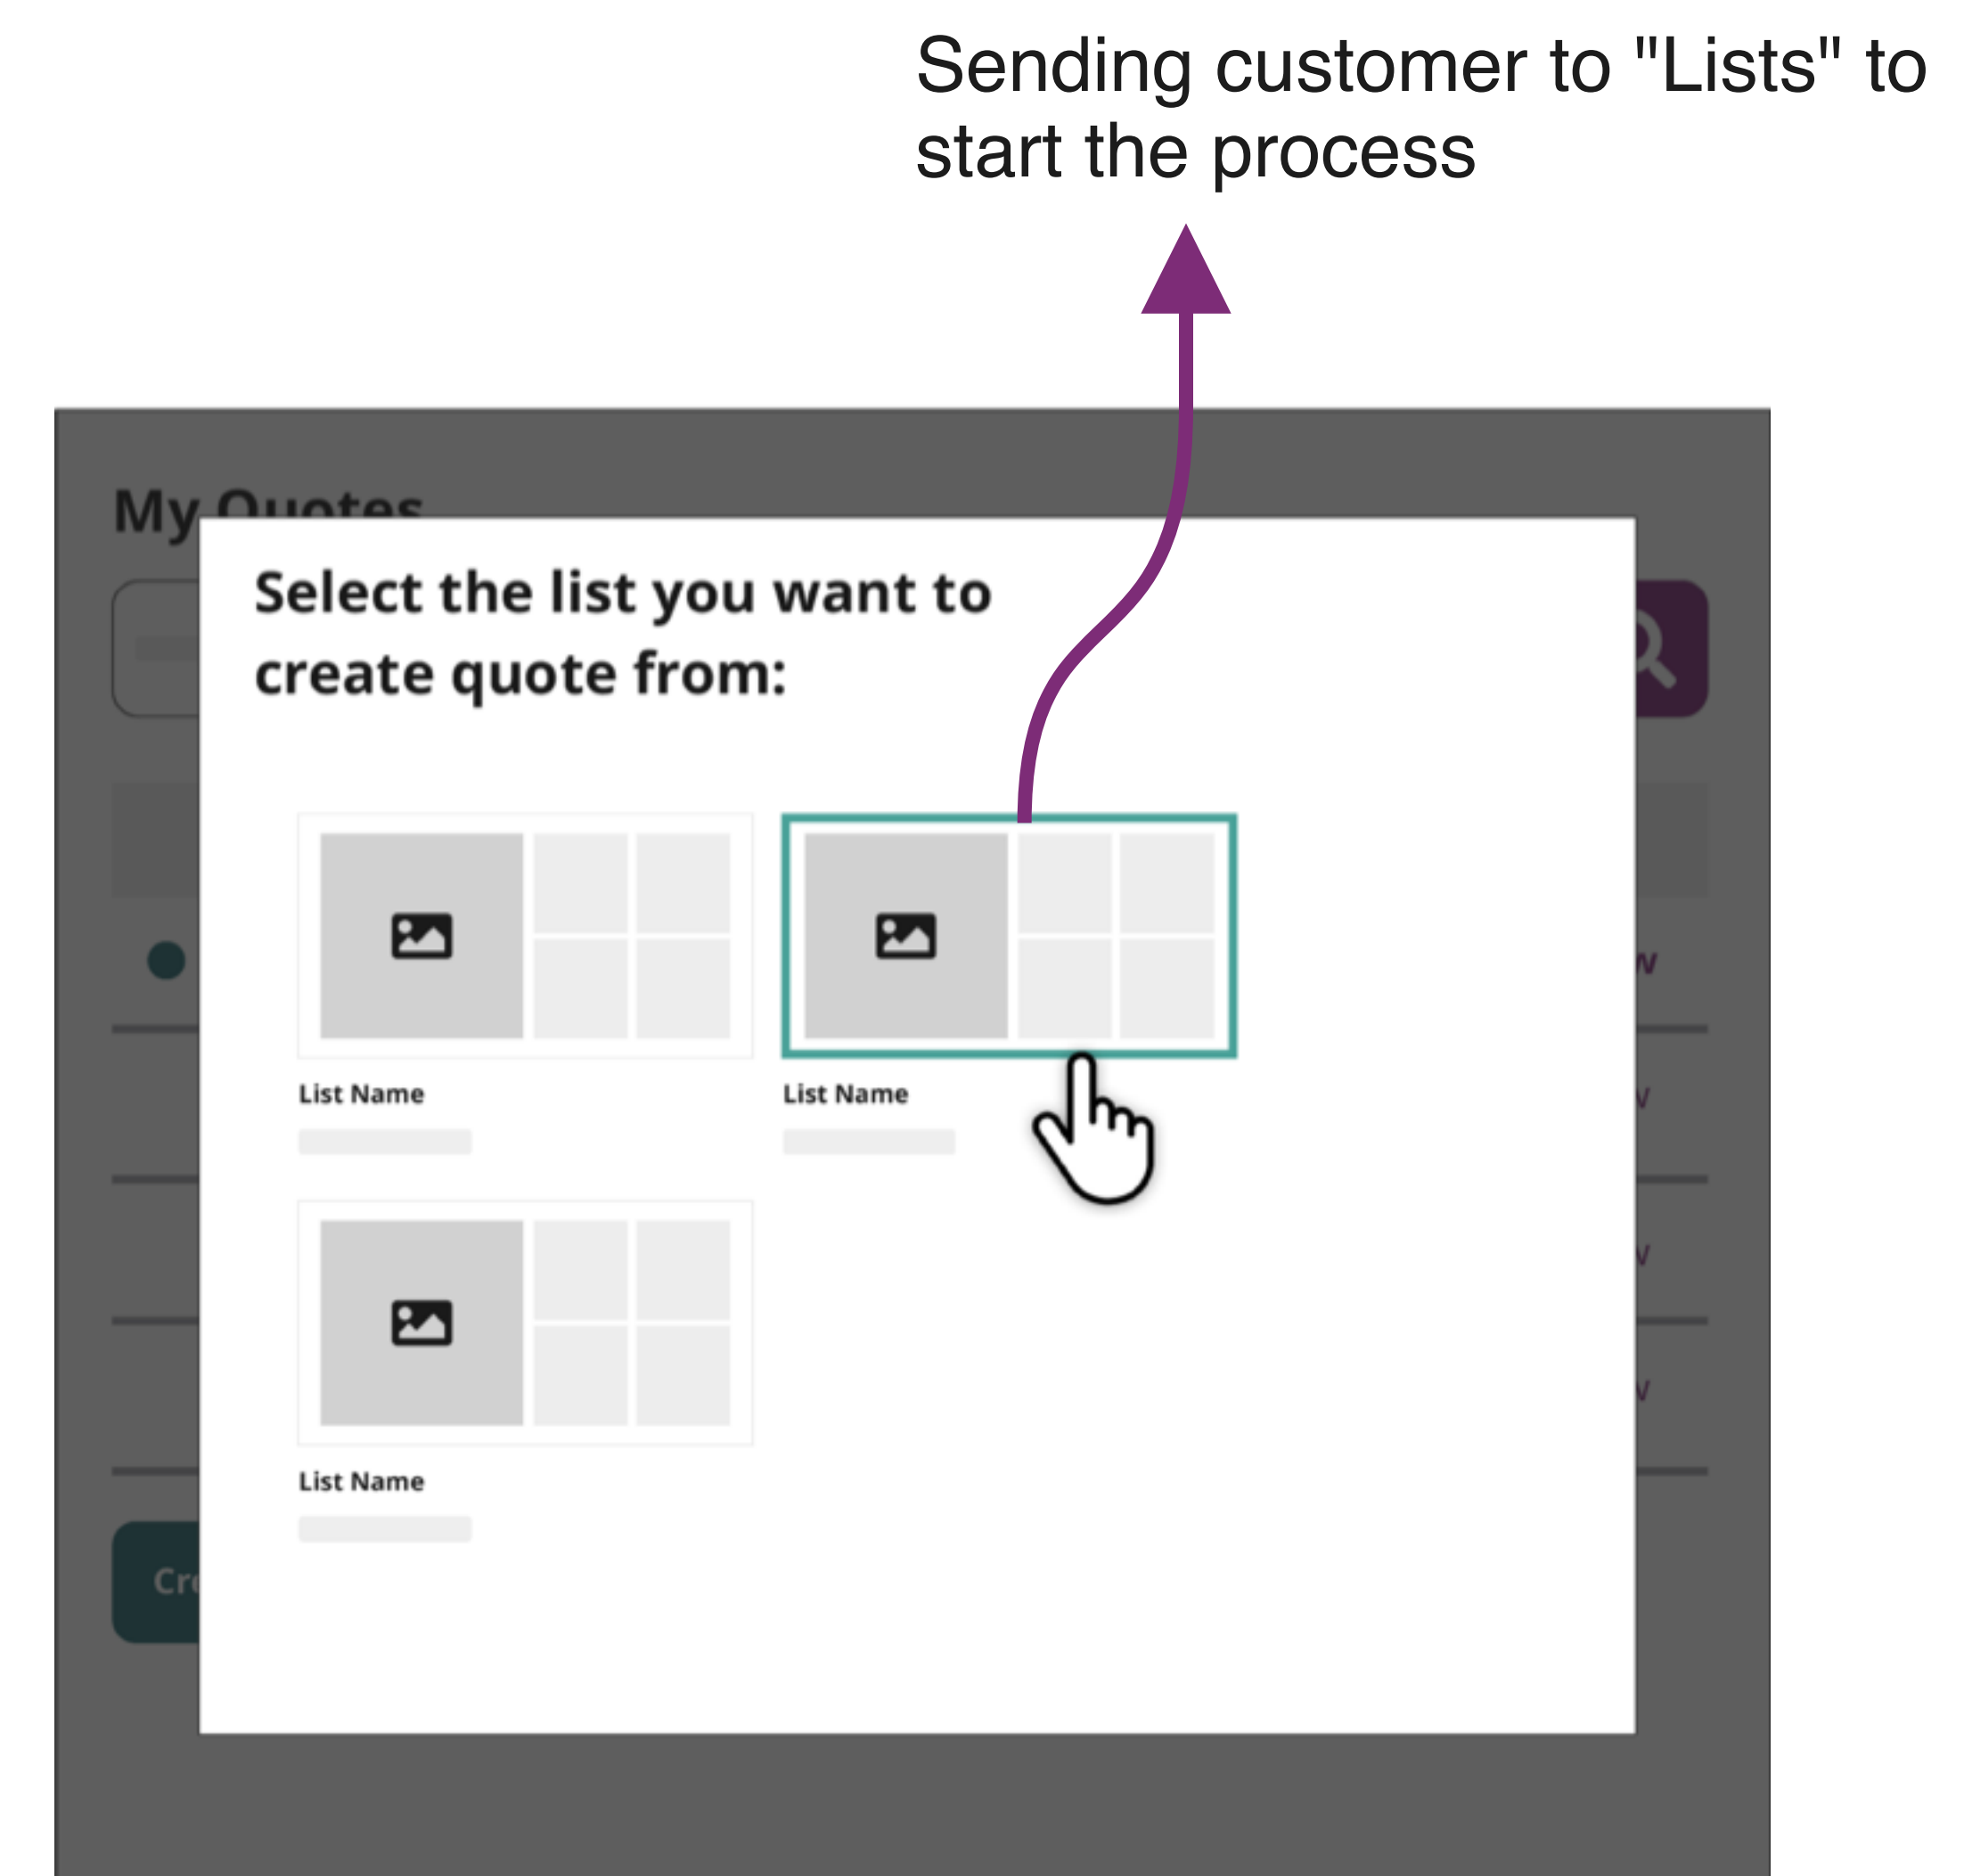 Sending customer to "Lists" to
start the process
My Quotes
Select the list you want to
create quote from:
List Name
List Name
List Name